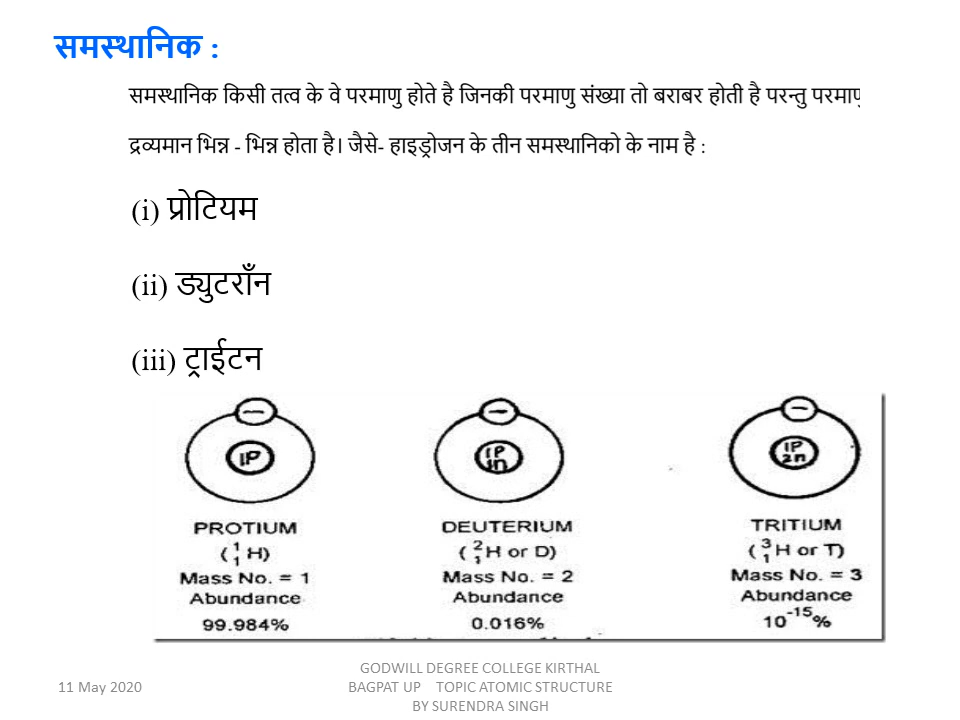 समस्थानिक :
समस्थानिक किसी तत्व के वे परमाणु होते है जिनकी परमाणु संख्या तो बराबर होती है परन्तु
द्रव्यमान भिन्न - भिन्न होता है। जैसे- हाइड्रोजन के तीन समस्थानिको के नाम है :
(i) प्रोटियम
(ii) ड्युटराँन
(iii) ट्राईटन
1P
1P
1n
1P
2n
PROTIUM
(¹₁H)
Mass No. = 1
Abundance
99.984%
DEUTERIUM
(²₁H or D)
Mass No. = 2
Abundance
0.016%
TRITIUM
(³₁H or T)
Mass No. = 3
Abundance
10⁻¹⁵%
11 May 2020
GODWILL DEGREE COLLEGE KIRTHAL
BAGPAT UP TOPIC ATOMIC STRUCTURE
BY SURENDRA SINGH